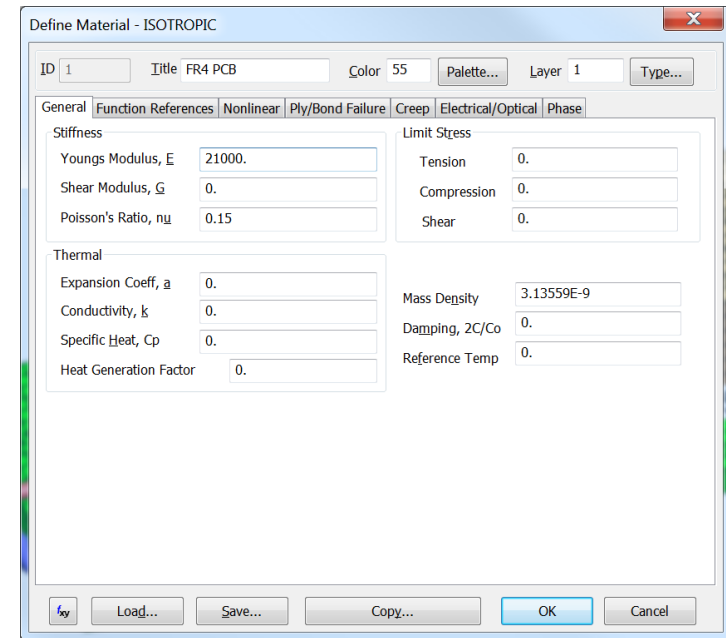 Define Material - ISOTROPIC
X
ID 1 Title FR4 PCB Color 55 Palette... Layer 1 Type...
General Function References Nonlinear Ply/Bond Failure Creep Electrical/Optical Phase
Stiffness
Youngs Modulus, E 21000.
Shear Modulus, G 0.
Poisson's Ratio, nu 0.15
Limit Stress
Tension 0.
Compression 0.
Shear 0.
Thermal
Expansion Coeff, a 0.
Conductivity, k 0.
Specific Heat, Cp 0.
Heat Generation Factor 0.
Mass Density 3.13559E-9
Damping, 2C/Co 0.
Reference Temp 0.
fxy Load... Save... Copy... OK Cancel